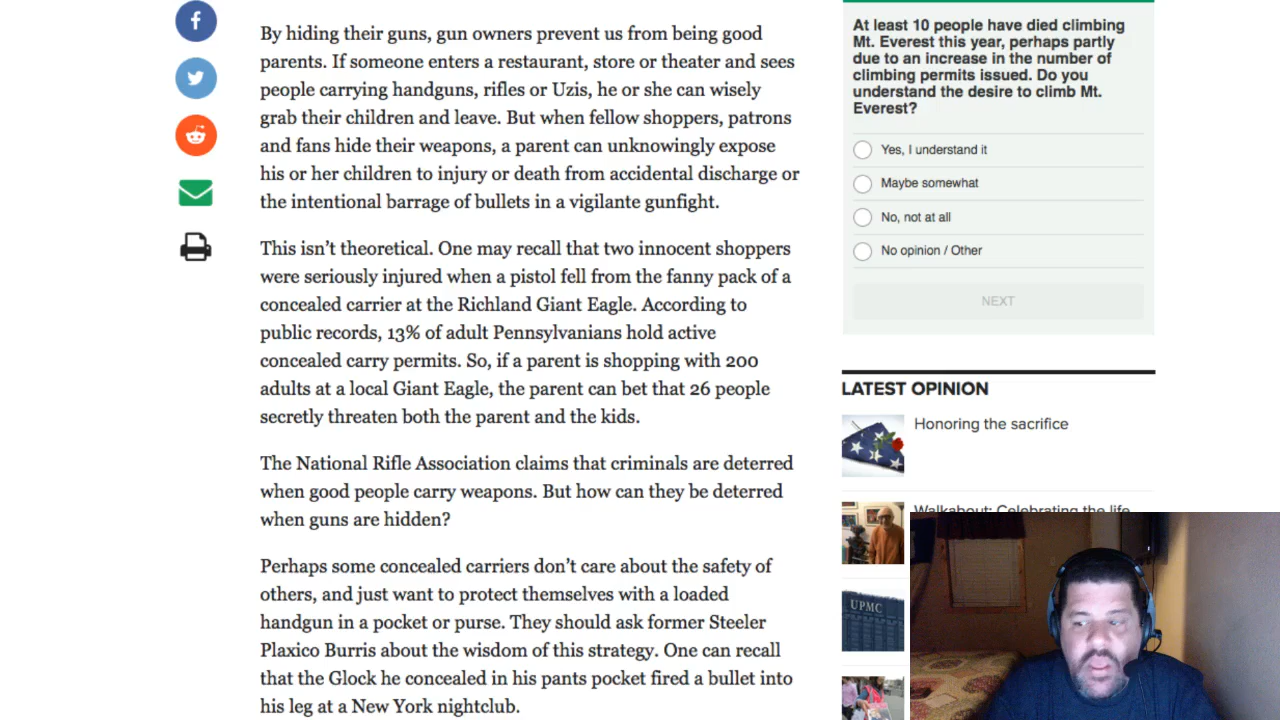 By hiding their guns, gun owners prevent us from being good
parents. If someone enters a restaurant, store or theater and sees
people carrying handguns, rifles or Uzis, he or she can wisely
grab their children and leave. But when fellow shoppers, patrons
and fans hide their weapons, a parent can unknowingly expose
his or her children to injury or death from accidental discharge or
the intentional barrage of bullets in a vigilante gunfight.
This isn’t theoretical. One may recall that two innocent shoppers
were seriously injured when a pistol fell from the fanny pack of a
concealed carrier at the Richland Giant Eagle. According to
public records, 13% of adult Pennsylvanians hold active
concealed carry permits. So, if a parent is shopping with 200
adults at a local Giant Eagle, the parent can bet that 26 people
secretly threaten both the parent and the kids.
The National Rifle Association claims that criminals are deterred
when good people carry weapons. But how can they be deterred
when guns are hidden?
Perhaps some concealed carriers don’t care about the safety of
others, and just want to protect themselves with a loaded
handgun in a pocket or purse. They should ask former Steeler
Plaxico Burris about the wisdom of this strategy. One can recall
that the Glock he concealed in his pants pocket fired a bullet into
his leg at a New York nightclub.
At least 10 people have died climbing
Mt. Everest this year, perhaps partly
due to an increase in the number of
climbing permits issued. Do you
understand the desire to climb Mt.
Everest?
Yes, I understand it
Maybe somewhat
No, not at all
No opinion / Other
NEXT
LATEST OPINION
Honoring the sacrifice
Walkabout: Celebrating the life
UPMC